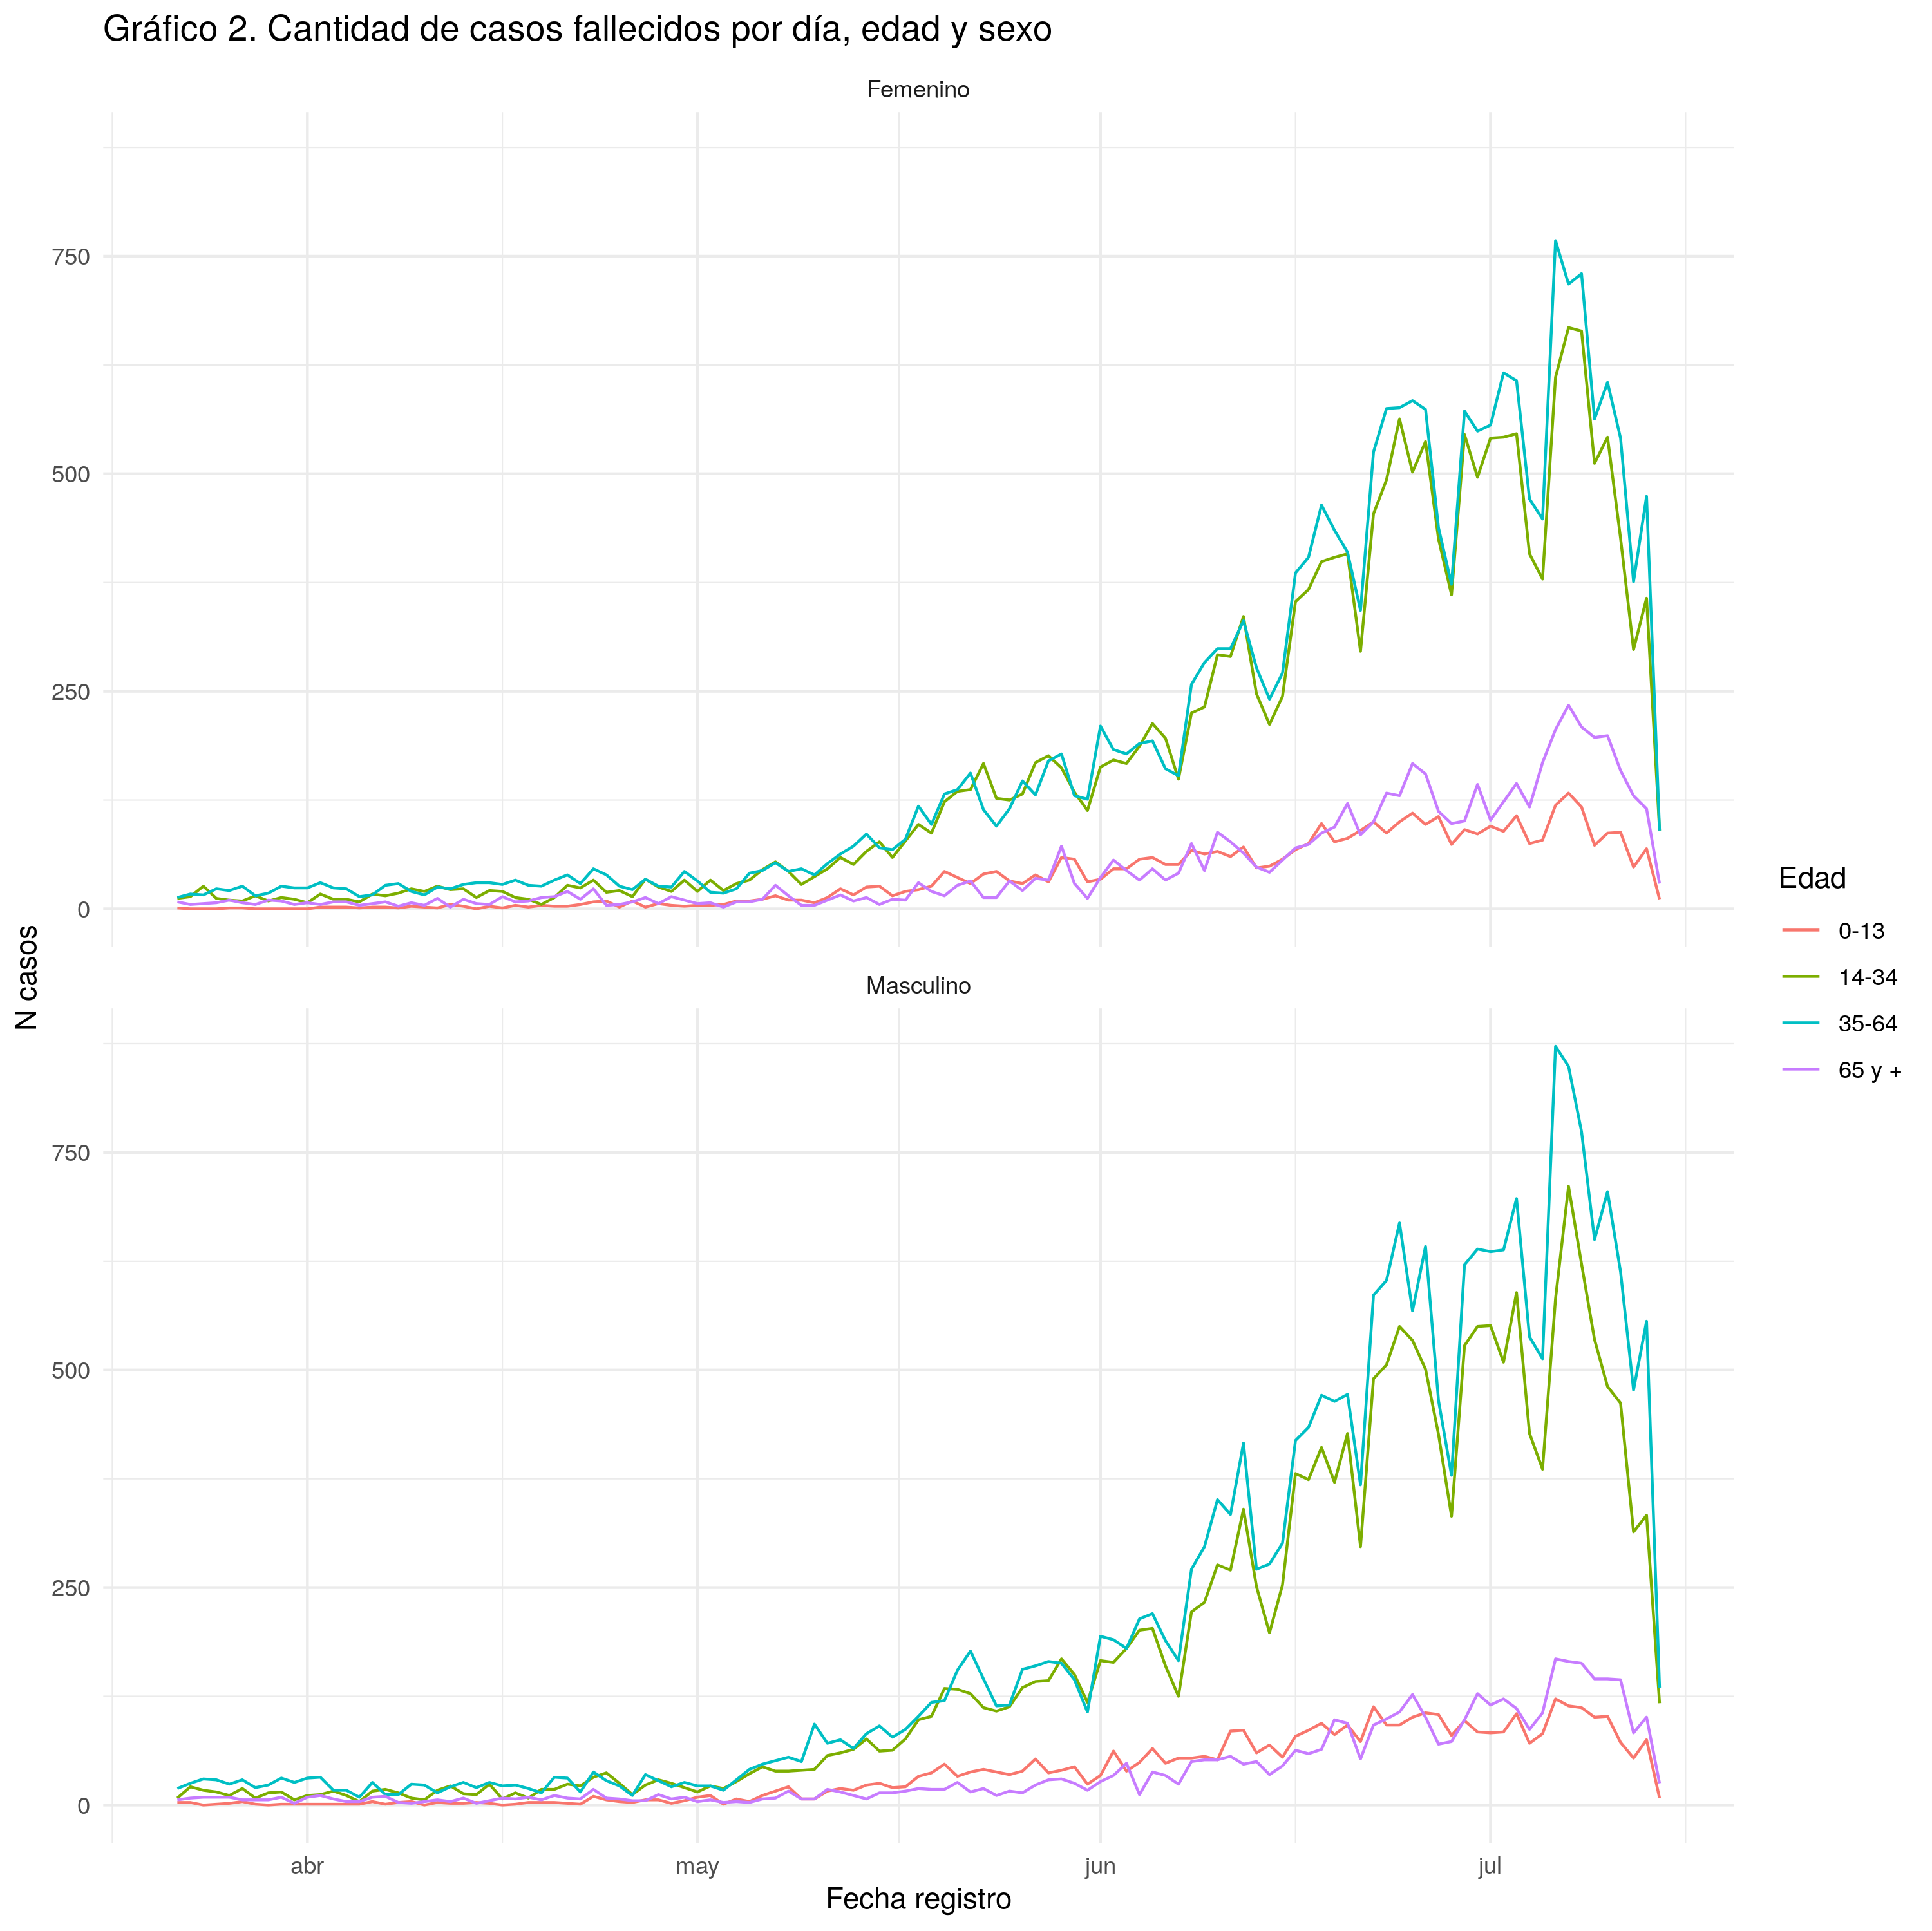 Gráfico 2. Cantidad de casos fallecidos por día, edad y sexo
Femenino
750
500
250
0
N casos
Masculino
750
500
250
0
abr may jun jul
Fecha registro
Edad
0-13
14-34
35-64
65 y +